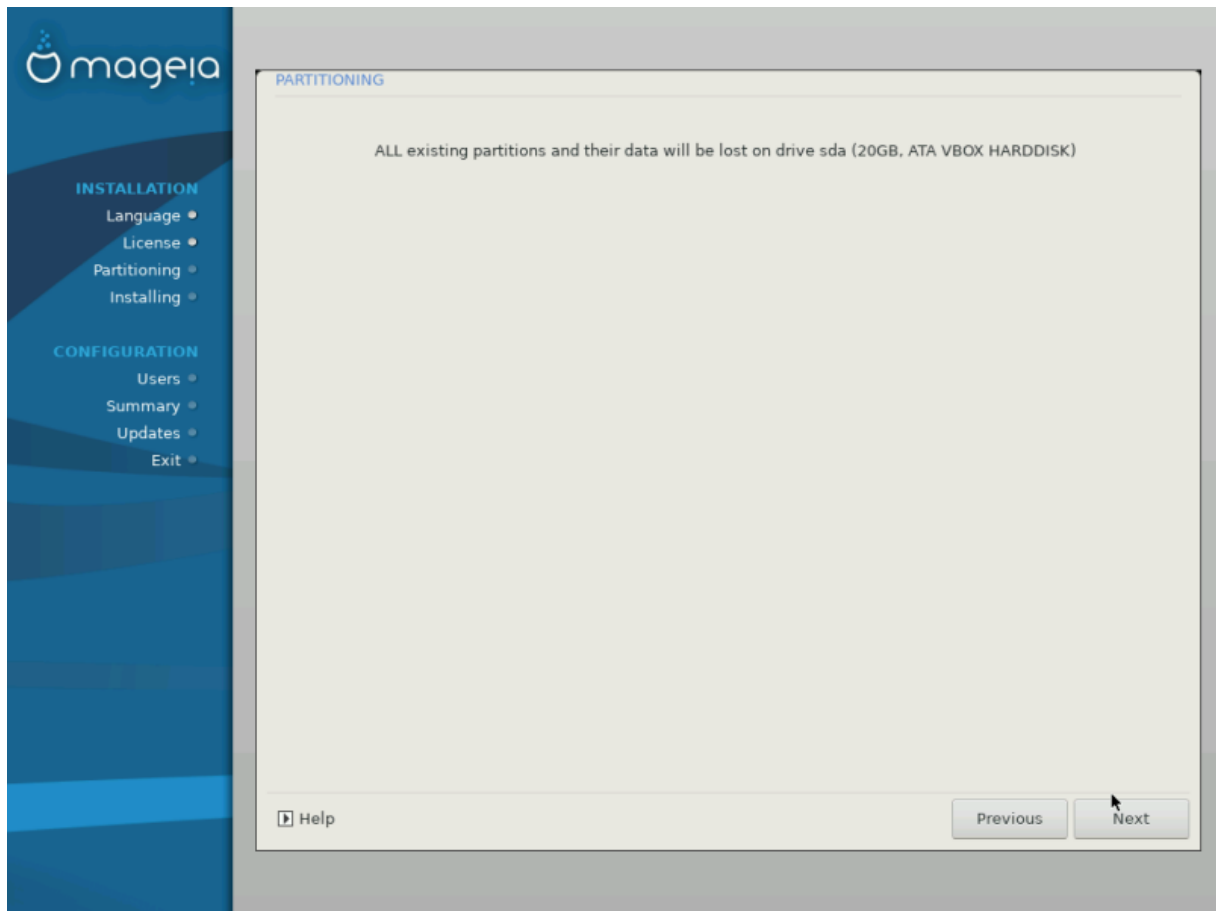 mageia
INSTALLATION
Language
License
Partitioning
Installing
CONFIGURATION
Users
Summary
Updates
Exit
PARTITIONING
ALL existing partitions and their data will be lost on drive sda (20GB, ATA VBOX HARDDISK)
Help
Previous
Next